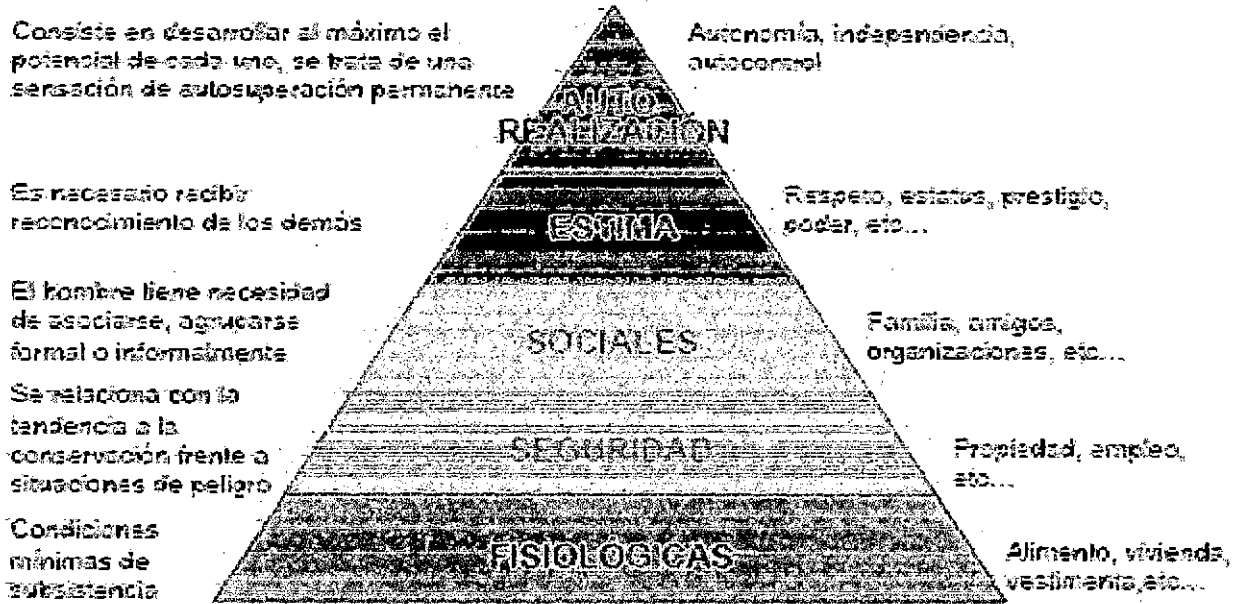 Consiste en desarrollar al máximo el
potencial de cada uno, se trata de una
sensación de autosuperación permanente
Autonomía, independencia,
autocontrol
AUTO-
REALIZACIÓN
Es necesario recibir
reconocimiento de los demás
ESTIMA
Respeto, estatus, prestigio,
poder, etc...
El hombre tiene necesidad
de asociarse, agruparse
formal o informalmente
SOCIALES
Familia, amigos,
organizaciones, etc...
Se relaciona con la
tendencia a la
conservación frente a
situaciones de peligro
SEGURIDAD
Propiedad, empleo,
etc...
Condiciones
mínimas de
subsistencia
FISIOLÓGICAS
Alimento, vivienda,
vestimenta,etc...